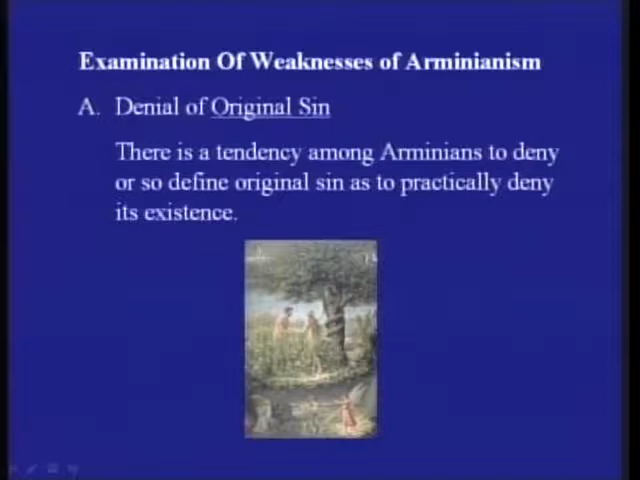 Examination Of Weaknesses of Arminianism
A. Denial of Original Sin
There is a tendency among Arminians to deny
or so define original sin as to practically deny
its existence.